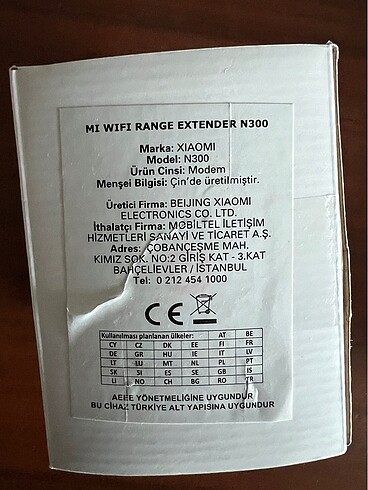 MI WIFI RANGE EXTENDER N300
Marka: XIAOMI
Model: N300
Ürün Cinsi: Modem
Menşei Bilgisi: Çin'de üretilmiştir.
Üretici Firma: BEIJING XIAOMI
ELECTRONICS CO. LTD.
İthalatçı Firma: MOBİLTEL İLETİŞİM
HİZMETLERİ SANAYİ VE TİCARET A.Ş.
Adres: ÇOBANÇEŞME MAH.
KIMIZ SOK. NO:2 GİRİŞ KAT - 3.KAT
BAHÇELİEVLER / İSTANBUL
Tel: 0 212 454 1000
CE
Kullanılması planlanan ülkeler: AT BE
CY CZ DK EE FI FR
DE GR HU IE IT LV
LT LU MT NL PL PT
SK SI ES SE GB IS
LI NO CH BG RO TR
AEEE YÖNETMELİĞİNE UYGUNDUR
BU CİHAZ TÜRKİYE ALT YAPISINA UYGUNDUR